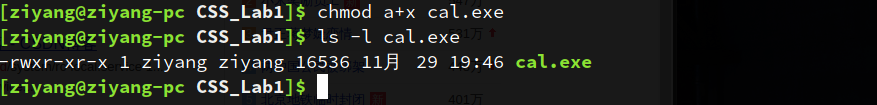 [ziyang@ziyang-pc CSS_Lab1]$ chmod a+x cal.exe
[ziyang@ziyang-pc CSS_Lab1]$ ls -l cal.exe
-rwxr-xr-x 1 ziyang ziyang 16536 11月 29 19:46 cal.exe
[ziyang@ziyang-pc CSS_Lab1]$